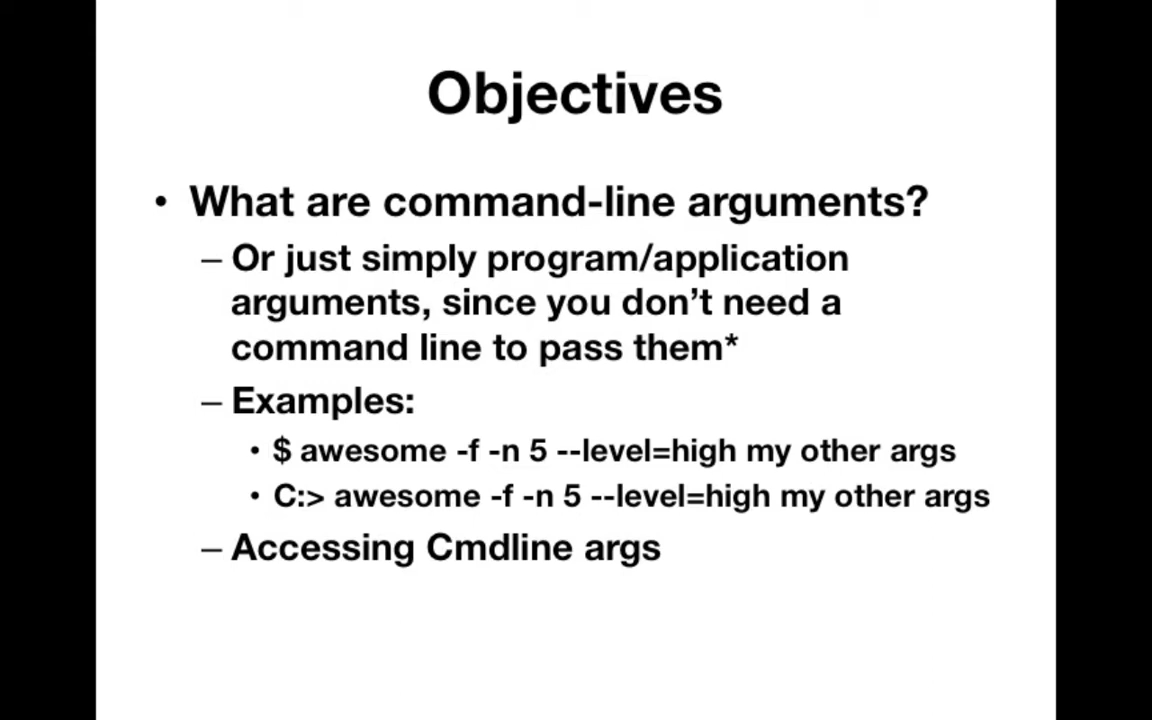 Objectives
• What are command-line arguments?
– Or just simply program/application
arguments, since you don’t need a
command line to pass them*
– Examples:
• $ awesome -f -n 5 --level=high my other args
• C:> awesome -f -n 5 --level=high my other args
– Accessing Cmdline args